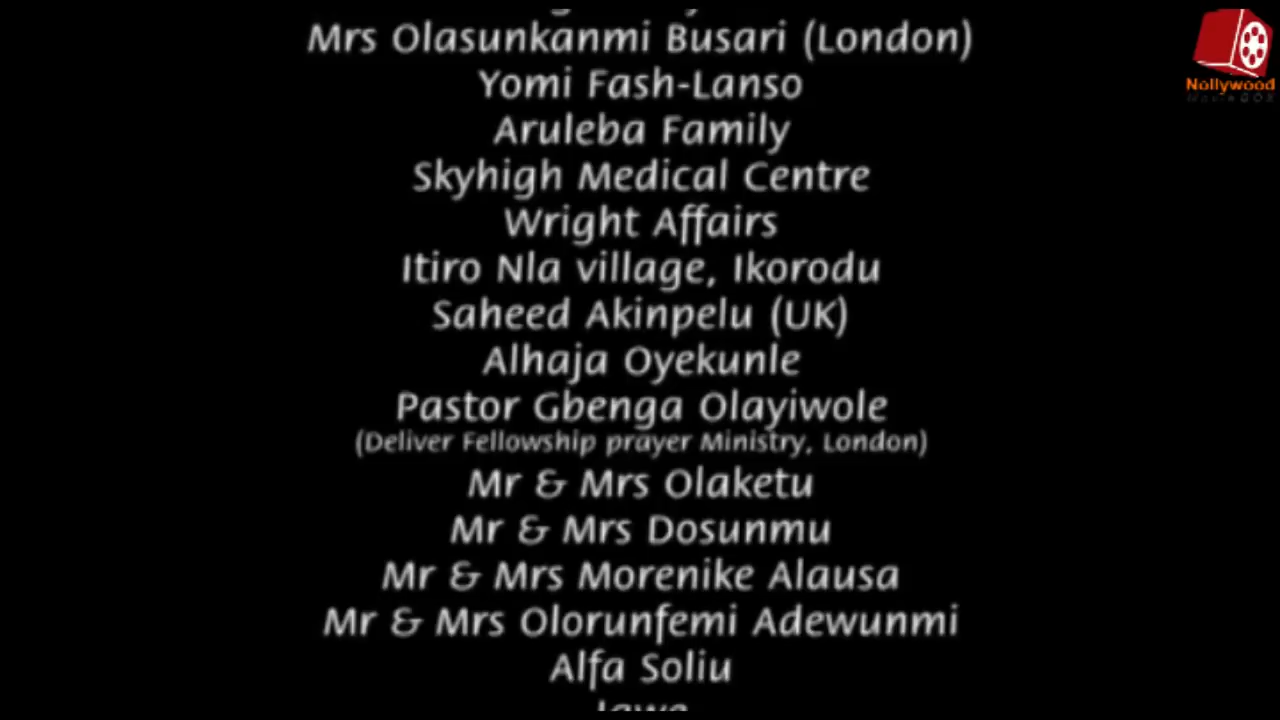 Mrs Olasunkanmi Busari (London)
Yomi Fash-Lanso
Aruleba Family
Skyhigh Medical Centre
Wright Affairs
Itiro Nla village, Ikorodu
Saheed Akinpelu (UK)
Alhaja Oyekunle
Pastor Gbenga Olayiwole
(Deliver Fellowship prayer Ministry, London)
Mr & Mrs Olaketu
Mr & Mrs Dosunmu
Mr & Mrs Morenike Alausa
Mr & Mrs Olorunfemi Adewunmi
Alfa Soliu
Nollywood